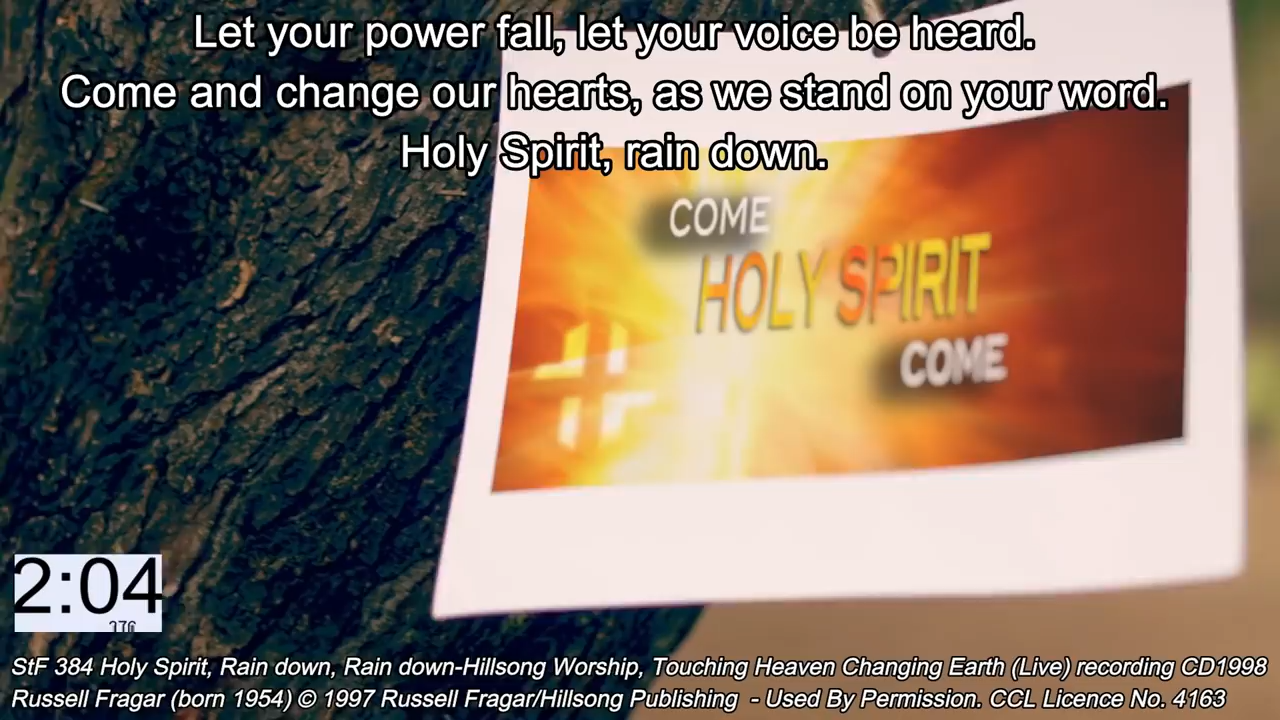 Let your power fall, let your voice be heard.
Come and change our hearts, as we stand on your word.
Holy Spirit, rain down.
COME
HOLY SPIRIT
COME
2:04
376
StF 384 Holy Spirit, Rain down, Rain down-Hillsong Worship, Touching Heaven Changing Earth (Live) recording CD1998
Russell Fragar (born 1954) © 1997 Russell Fragar/Hillsong Publishing - Used By Permission. CCL Licence No. 4163